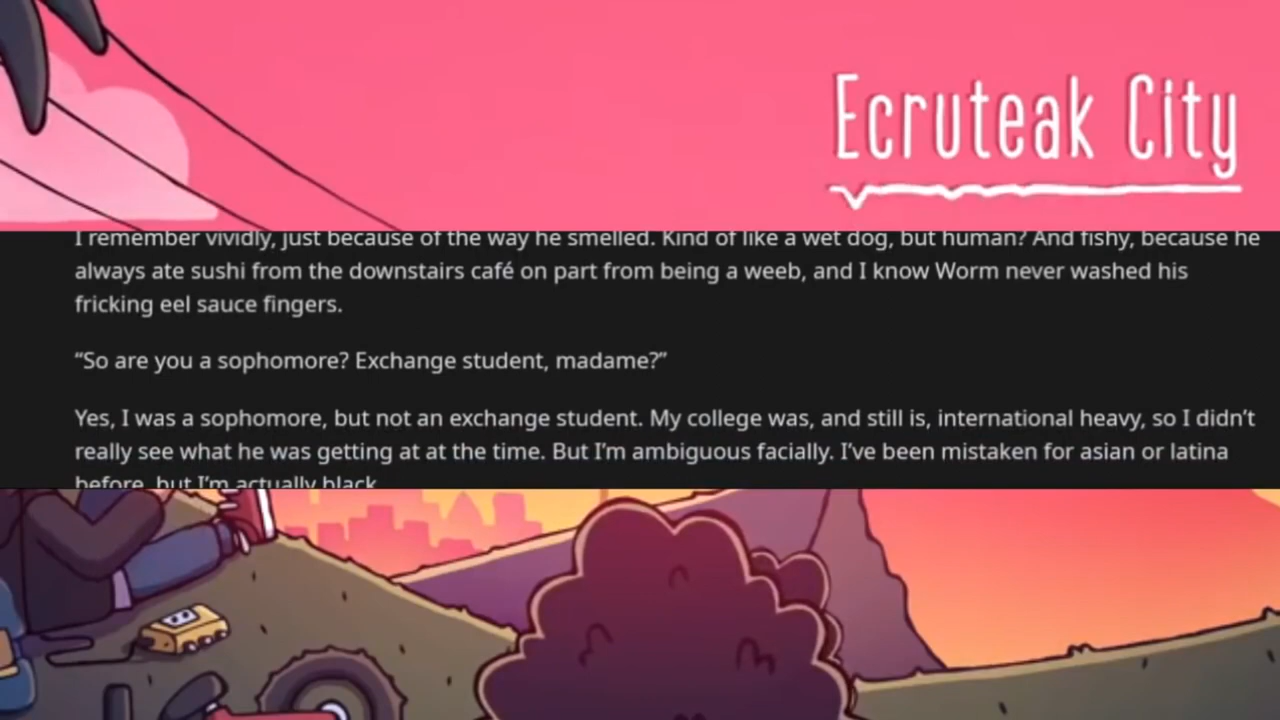 Ecruteak City
I remember vividly, just because of the way he smelled. Kind of like a wet dog, but human? And fishy, because he
always ate sushi from the downstairs café on part from being a weeb, and I know Worm never washed his
fricking eel sauce fingers.
“So are you a sophomore? Exchange student, madame?”
Yes, I was a sophomore, but not an exchange student. My college was, and still is, international heavy, so I didn’t
really see what he was getting at at the time. But I’m ambiguous facially. I’ve been mistaken for asian or latina
before, but I’m actually black